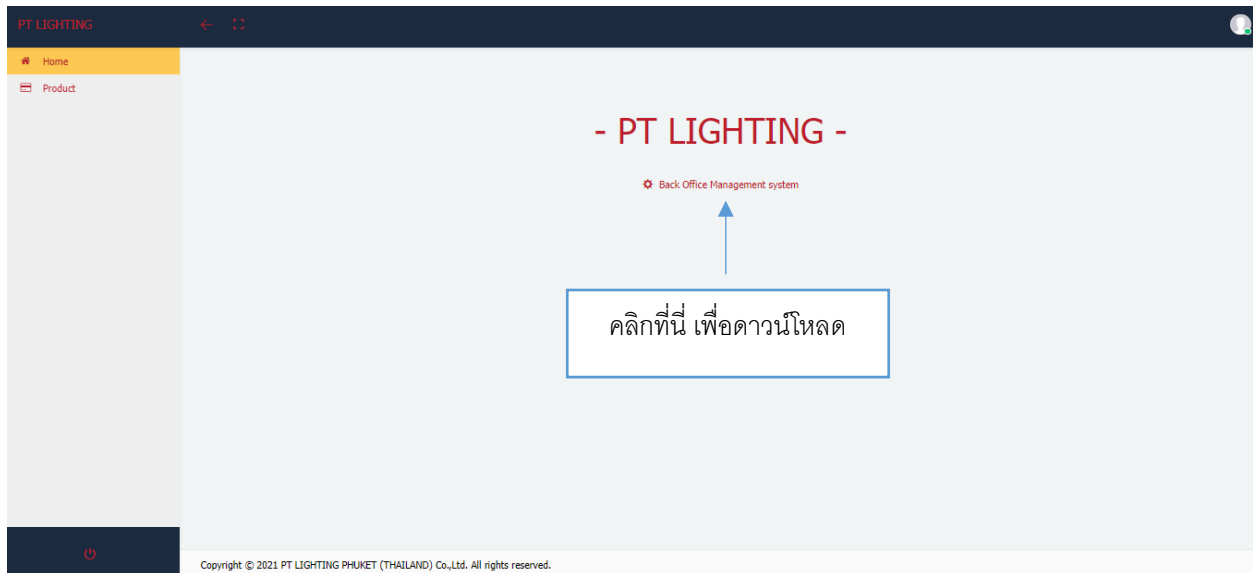 PT LIGHTING
Home
Product
- PT LIGHTING -
Back Office Management system
คลิกที่นี่ เพื่อดาวน์โหลด
Copyright © 2021 PT LIGHTING PHUKET (THAILAND) Co.,Ltd. All rights reserved.